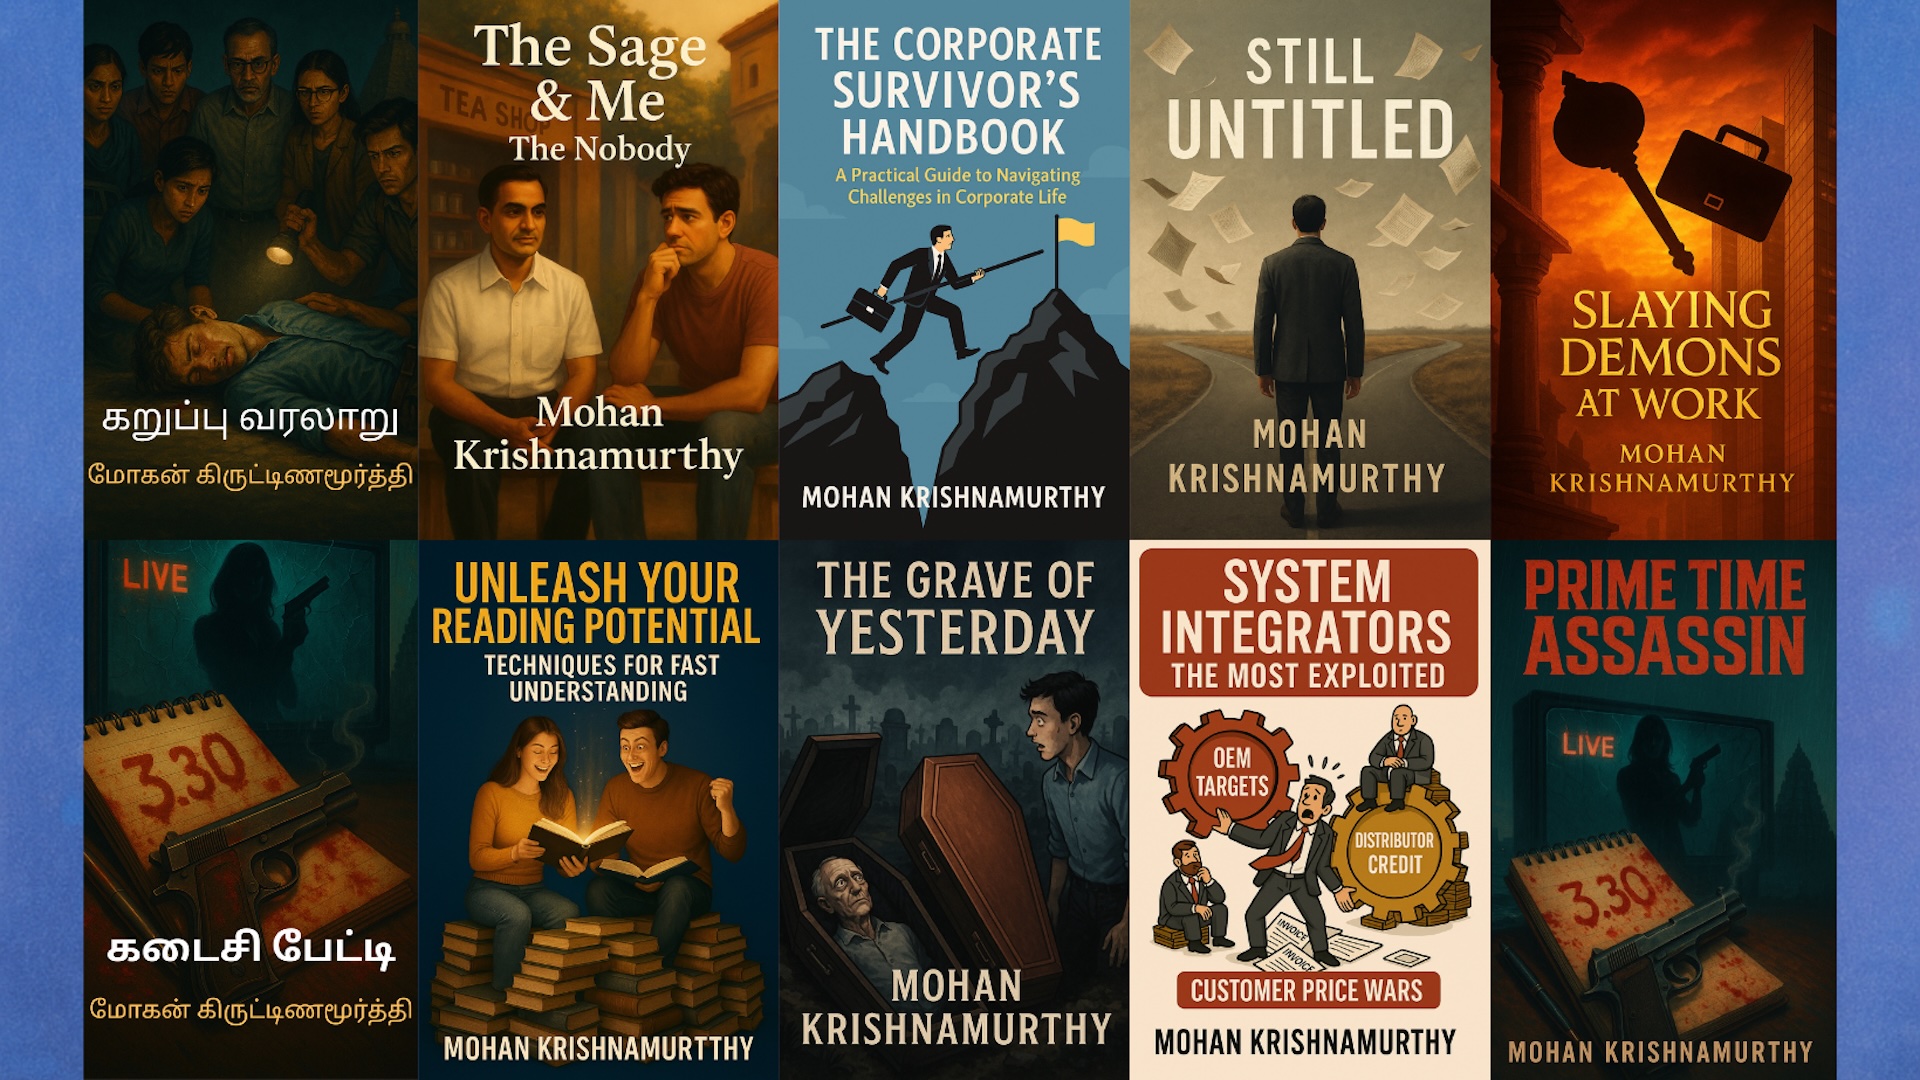 கறுப்பு வரலாறு
மோகன் கிருட்டிணமூர்த்தி
The Sage
& Me
The Nobody
TEA SHOP
Mohan
Krishnamurthy
THE CORPORATE
SURVIVOR'S
HANDBOOK
A Practical Guide to Navigating
Challenges in Corporate Life
MOHAN KRISHNAMURTHY
STILL
UNTITLED
MOHAN
KRISHNAMURTHY
SLAYING
DEMONS
AT WORK
MOHAN
KRISHNAMURTHY
LIVE
3.30
கடைசி பேட்டி
மோகன் கிருட்டிணமூர்த்தி
UNLEASH YOUR
READING POTENTIAL
TECHNIQUES FOR FAST
UNDERSTANDING
MOHAN KRISHNAMURTTHY
THE GRAVE OF
YESTERDAY
MOHAN
KRISHNAMURTHY
SYSTEM
INTEGRATORS
THE MOST EXPLOITED
OEM
TARGETS
DISTRIBUTOR
CREDIT
INVOICE
INVOICE
CUSTOMER PRICE WARS
MOHAN KRISHNAMURTHY
PRIME TIME
ASSASSIN
LIVE
3.30
MOHAN KRISHNAMURTHY